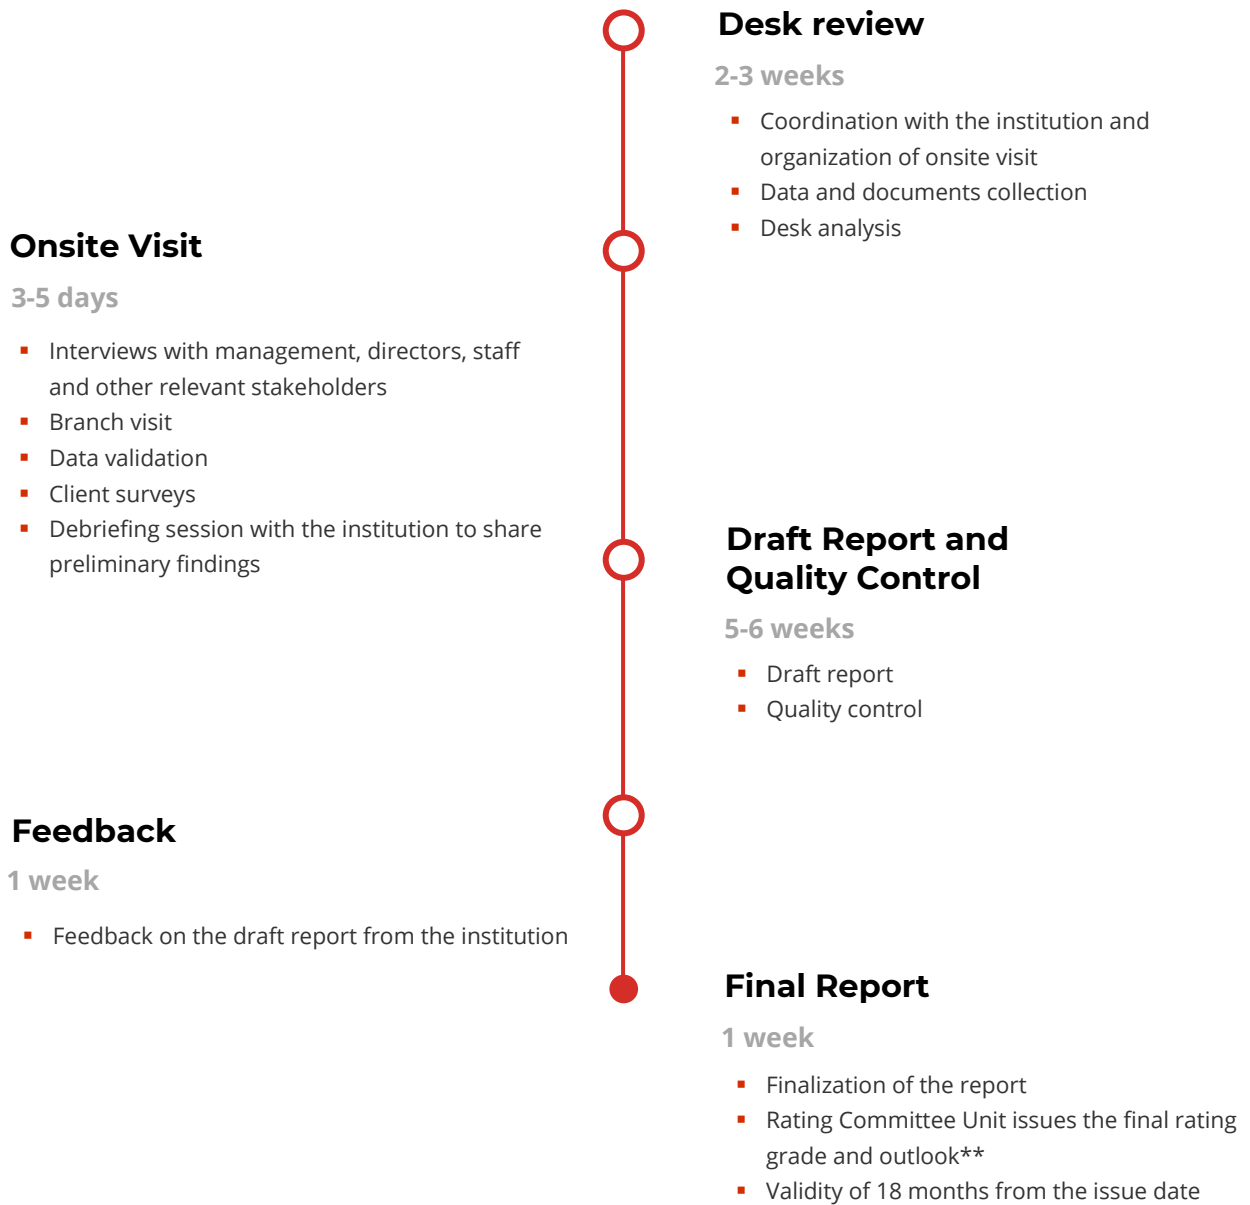 Desk review
2-3 weeks
▪ Coordination with the institution and
organization of onsite visit
▪ Data and documents collection
▪ Desk analysis
Onsite Visit
3-5 days
▪ Interviews with management, directors, staff
and other relevant stakeholders
▪ Branch visit
▪ Data validation
▪ Client surveys
▪ Debriefing session with the institution to share
preliminary findings
Draft Report and
Quality Control
5-6 weeks
▪ Draft report
▪ Quality control
Feedback
1 week
▪ Feedback on the draft report from the institution
Final Report
1 week
▪ Finalization of the report
▪ Rating Committee Unit issues the final rating
grade and outlook**
▪ Validity of 18 months from the issue date